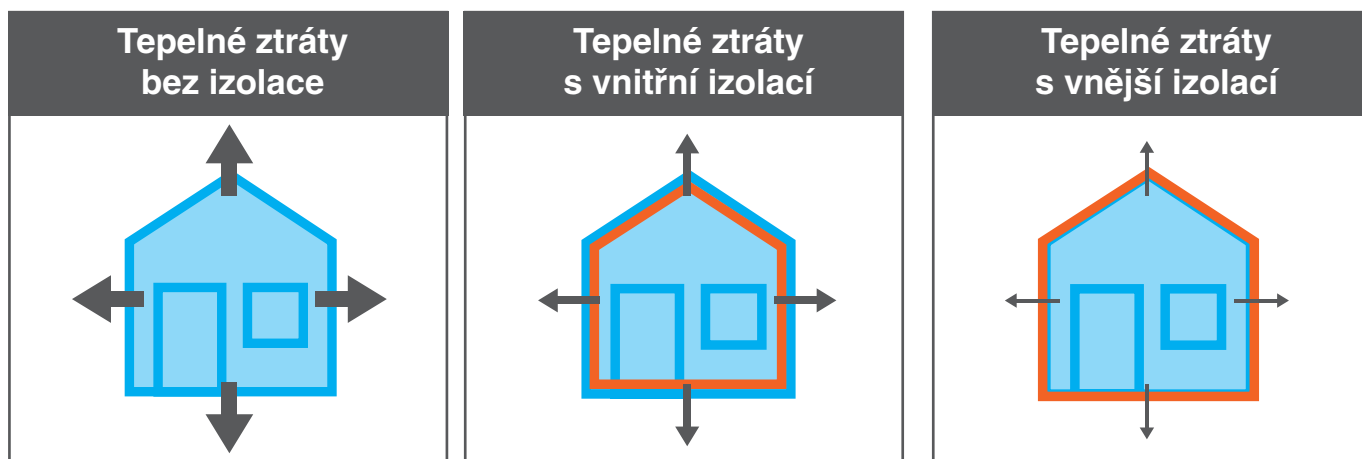 Tepelné ztráty
bez izolace
Tepelné ztráty
s vnitřní izolací
Tepelné ztráty
s vnější izolací